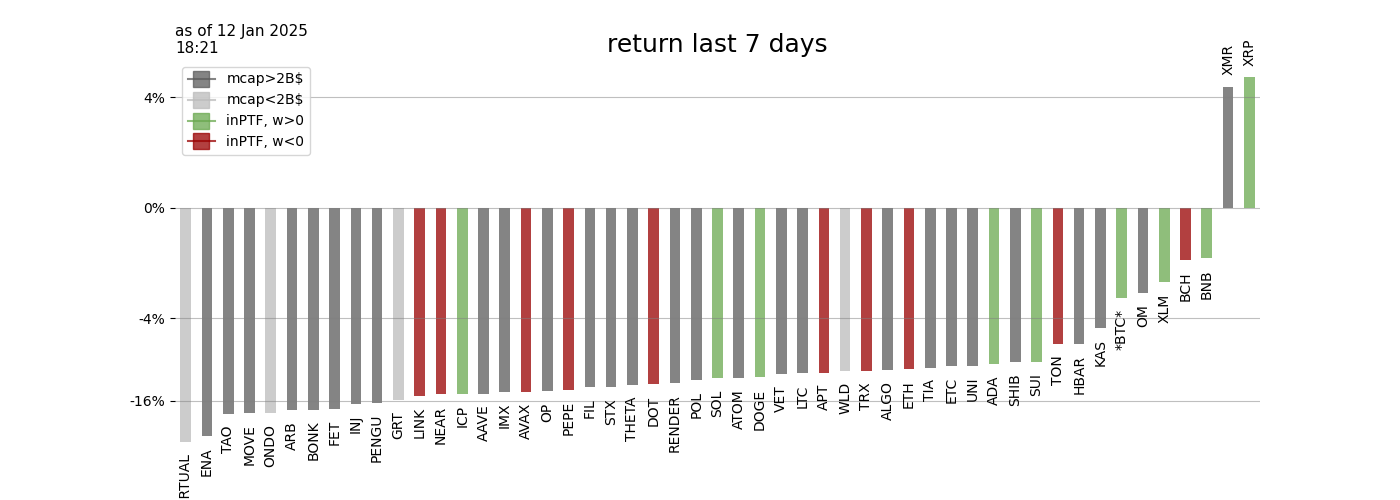 as of 12 Jan 2025
18:21
return last 7 days
mcap>2B$
mcap<2B$
inPTF, w>0
inPTF, w<0
4%
0%
-4%
-16%
RTUAL
ENA
TAO
MOVE
ONDO
ARB
BONK
FET
INJ
PENGU
GRT
LINK
NEAR
ICP
AAVE
IMX
AVAX
OP
PEPE
FIL
STX
THETA
DOT
RENDER
POL
SOL
ATOM
DOGE
VET
LTC
APT
WLD
TRX
ALGO
ETH
TIA
ETC
UNI
ADA
SHIB
SUI
TON
HBAR
KAS
*BTC*
OM
XLM
BCH
BNB
XMR
XRP